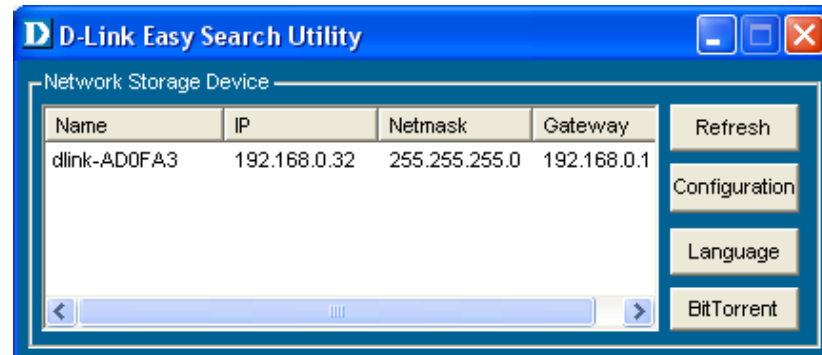 D D-Link Easy Search Utility
Network Storage Device
Name IP Netmask Gateway
dlink-AD0FA3 192.168.0.32 255.255.255.0 192.168.0.1
Refresh
Configuration
Language
BitTorrent